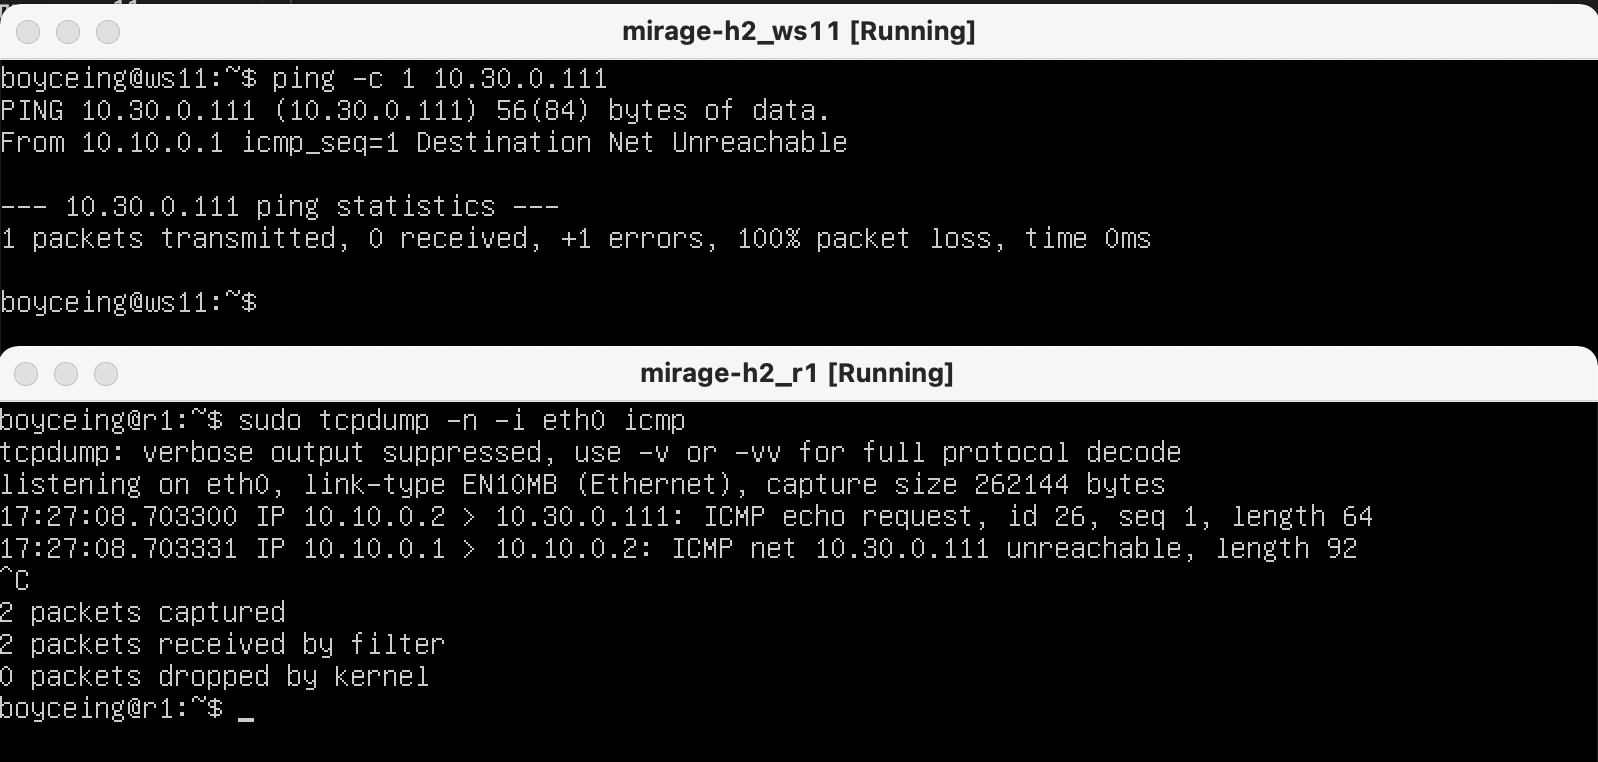 mirage-h2_ws11 [Running]
boyceing@ws11:~$ ping -c 1 10.30.0.111
PING 10.30.0.111 (10.30.0.111) 56(84) bytes of data.
From 10.10.0.1 icmp_seq=1 Destination Net Unreachable
--- 10.30.0.111 ping statistics ---
1 packets transmitted, 0 received, +1 errors, 100% packet loss, time 0ms
boyceing@ws11:~$
mirage-h2_r1 [Running]
boyceing@r1:~$ sudo tcpdump -n -i eth0 icmp
tcpdump: verbose output suppressed, use -v or -vv for full protocol decode
listening on eth0, link-type EN10MB (Ethernet), capture size 262144 bytes
17:27:08.703300 IP 10.10.0.2 > 10.30.0.111: ICMP echo request, id 26, seq 1, length 64
17:27:08.703331 IP 10.10.0.1 > 10.10.0.2: ICMP net 10.30.0.111 unreachable, length 92
^C
2 packets captured
2 packets received by filter
0 packets dropped by kernel
boyceing@r1:~$ _